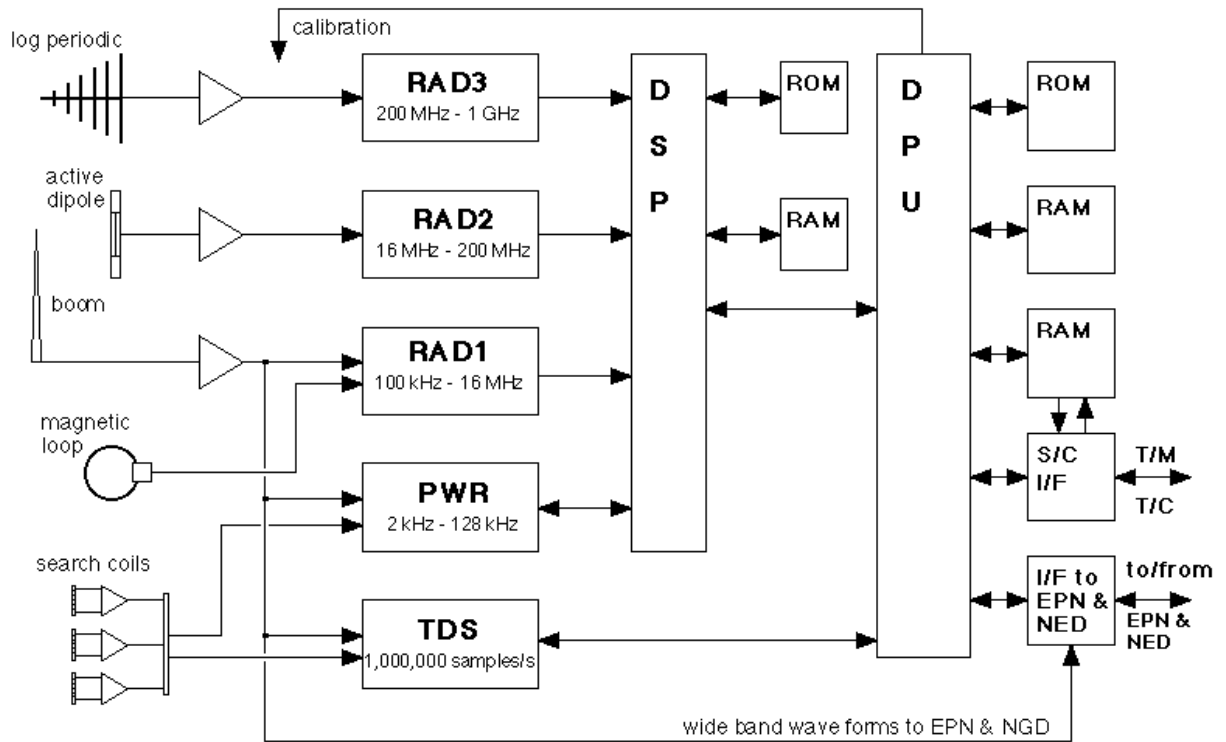 calibration
log periodic
RAD3
200 MHz - 1 GHz
D
S
P
ROM
D
P
U
ROM
active
dipole
RAD2
16 MHz - 200 MHz
RAM
RAM
boom
RAD1
100 kHz - 16 MHz
RAM
magnetic
loop
PWR
2 kHz - 128 kHz
S/C
I/F
T/M
T/C
search coils
TDS
1,000,000 samples/s
I/F to
EPN &
NED
to/from
EPN &
NED
wide band wave forms to EPN & NGD